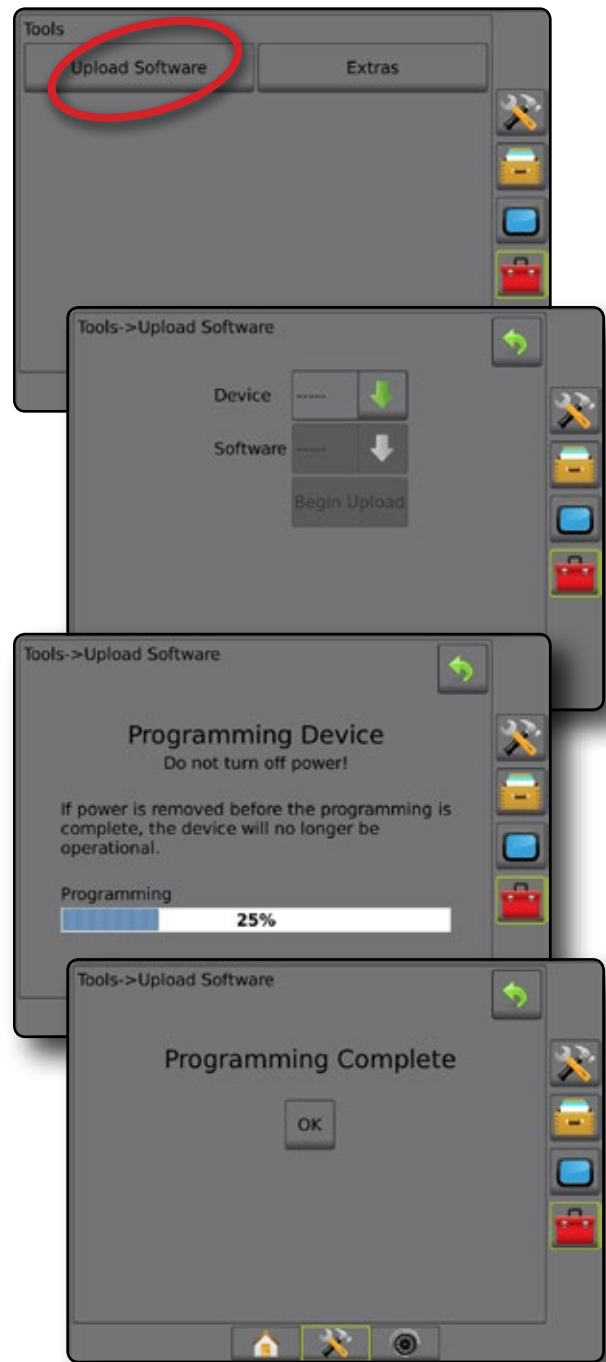 Tools
Upload Software
Extras
Tools->Upload Software
Device -----
Software -----
Begin Upload
Tools->Upload Software
Programming Device
Do not turn off power!
If power is removed before the programming is
complete, the device will no longer be
operational.
Programming
25%
Tools->Upload Software
Programming Complete
OK